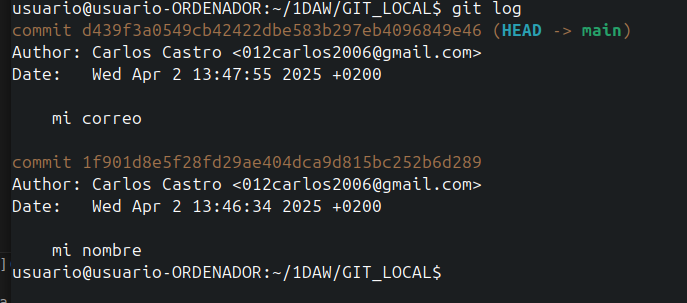 usuario@usuario-ORDENADOR:~/1DAW/GIT_LOCAL$ git log
commit d439f3a0549cb42422dbe583b297eb4096849e46 (HEAD -> main)
Author: Carlos Castro <012carlos2006@gmail.com>
Date:   Wed Apr 2 13:47:55 2025 +0200

    mi correo

commit 1f901d8e5f28fd29ae404dca9d815bc252b6d289
Author: Carlos Castro <012carlos2006@gmail.com>
Date:   Wed Apr 2 13:46:34 2025 +0200

    mi nombre
usuario@usuario-ORDENADOR:~/1DAW/GIT_LOCAL$